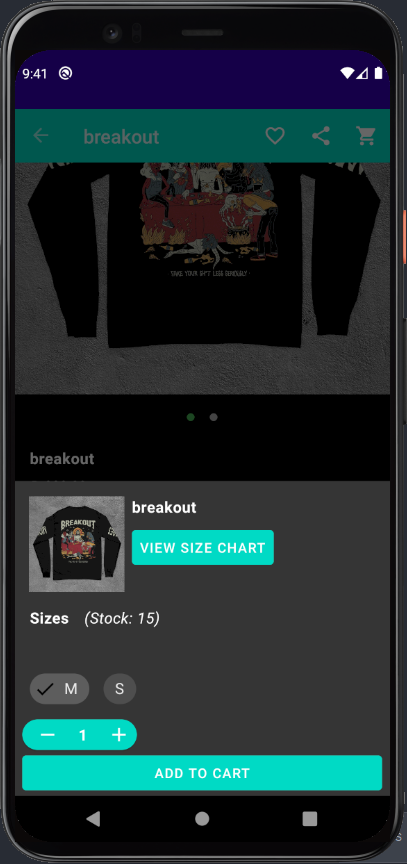 9:41
breakout
TAKE YOUR SH*T LESS SERIOUSLY
breakout
BREAKOUT
breakout
VIEW SIZE CHART
Sizes (Stock: 15)
M S
1
ADD TO CART